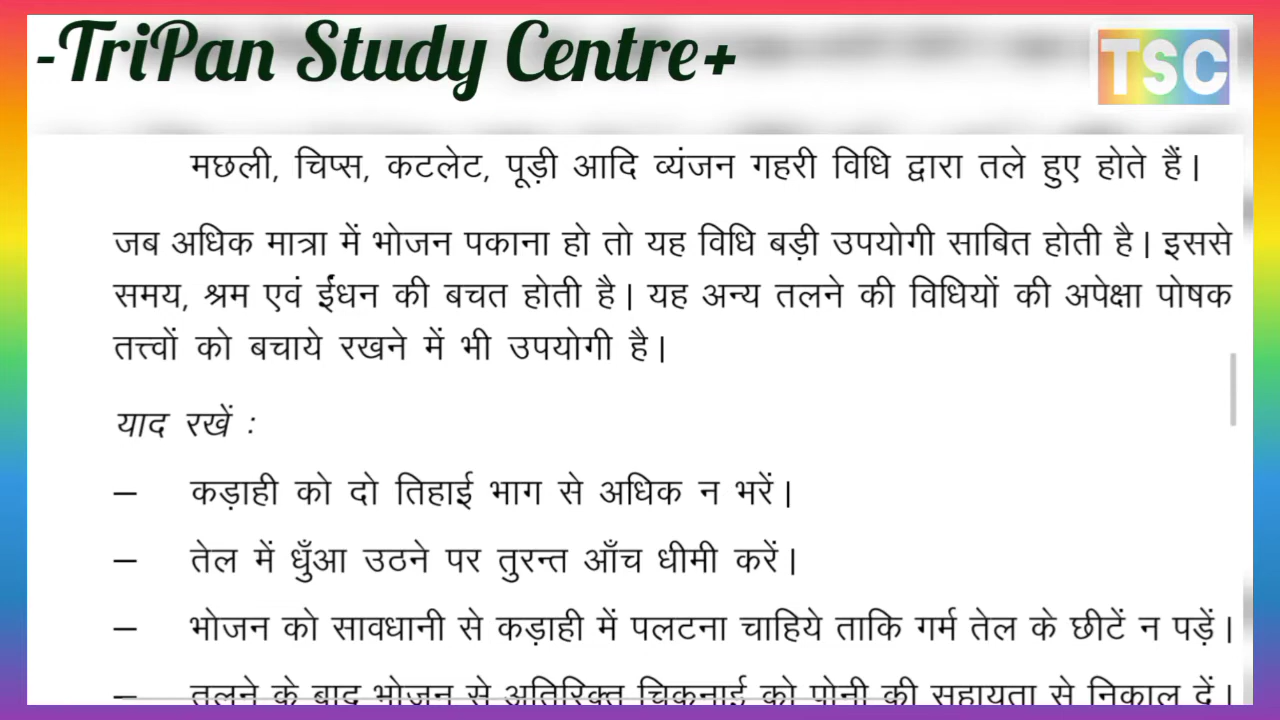 -TriPan Study Centre+
TSC
मछली, चिप्स, कटलेट, पूड़ी आदि व्यंजन गहरी विधि द्वारा तले हुए होते हैं।
जब अधिक मात्रा में भोजन पकाना हो तो यह विधि बड़ी उपयोगी साबित होती है। इससे
समय, श्रम एवं ईंधन की बचत होती है। यह अन्य तलने की विधियों की अपेक्षा पोषक
तत्त्वों को बचाये रखने में भी उपयोगी है।
याद रखें :
– कड़ाही को दो तिहाई भाग से अधिक न भरें।
– तेल में धुँआ उठने पर तुरन्त आँच धीमी करें।
– भोजन को सावधानी से कड़ाही में पलटना चाहिये ताकि गर्म तेल के छीटें न पड़ें।
– तलने के बाद भोजन से अतिरिक्त चिकनाई को पोनी की सहायता से निकाल दें।